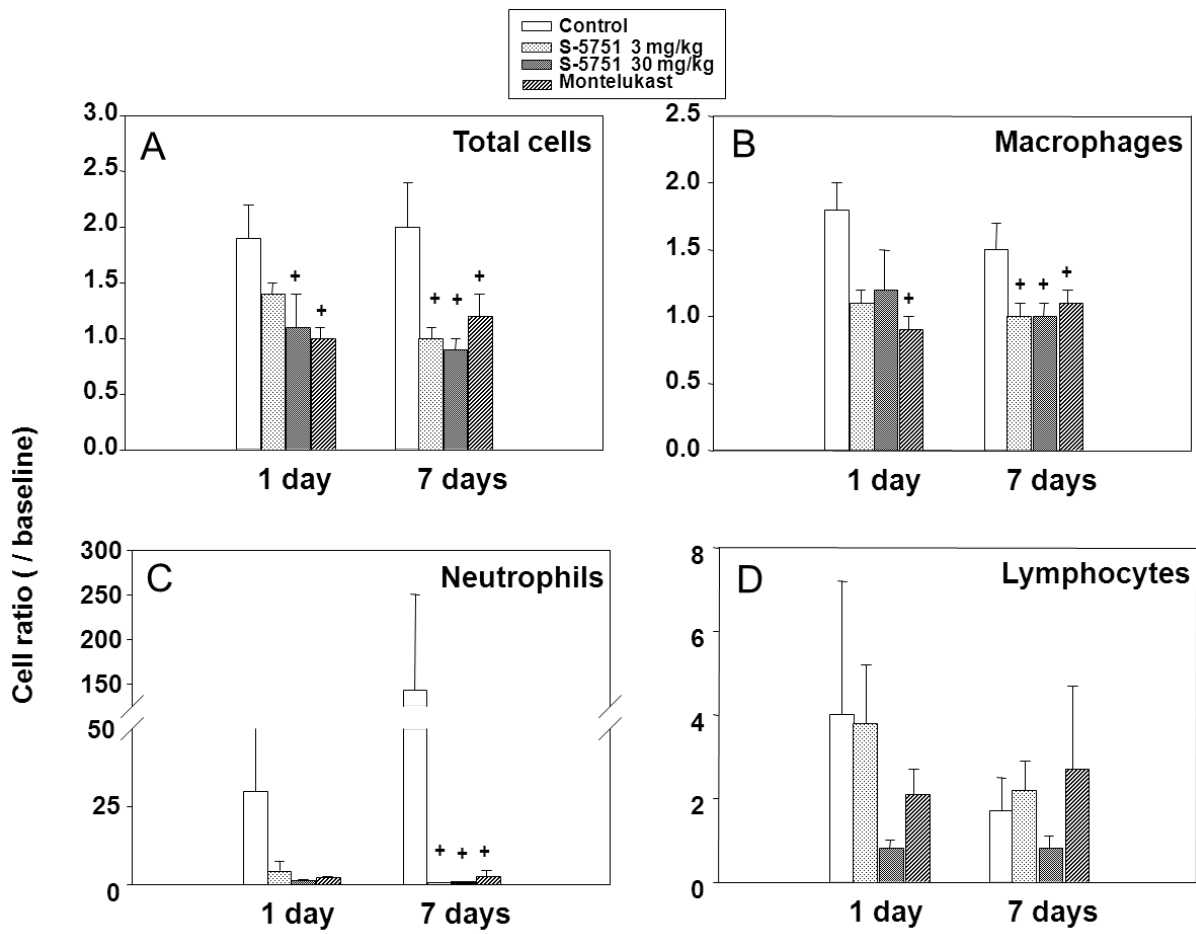 Control
S-5751 3 mg/kg
S-5751 30 mg/kg
Montelukast
A
Total cells
3.0
2.5
2.0
1.5
1.0
0.5
0.0
+
+
+
+
+
1 day
7 days
B
Macrophages
2.5
2.0
1.5
1.0
0.5
0.0
+
+
+
+
1 day
7 days
Cell ratio ( / baseline)
C
Neutrophils
300
250
200
150
50
25
0
+
+
+
1 day
7 days
D
Lymphocytes
8
6
4
2
0
1 day
7 days